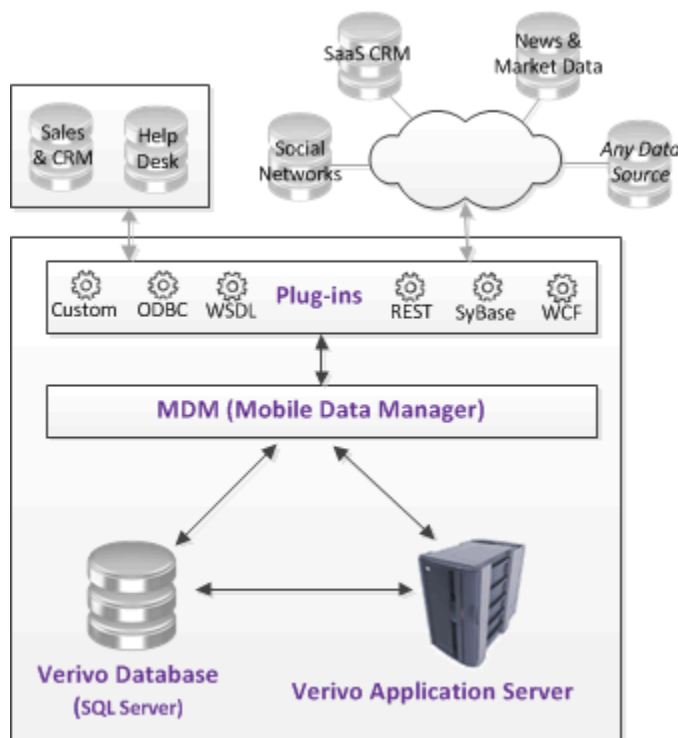 SaaS CRM
News &
Market Data
Sales
& CRM
Help
Desk
Social
Networks
Any Data
Source
Plug-ins
Custom
ODBC
WSDL
REST
SyBase
WCF
MDM (Mobile Data Manager)
Verivo Database
(SQL Server)
Verivo Application Server